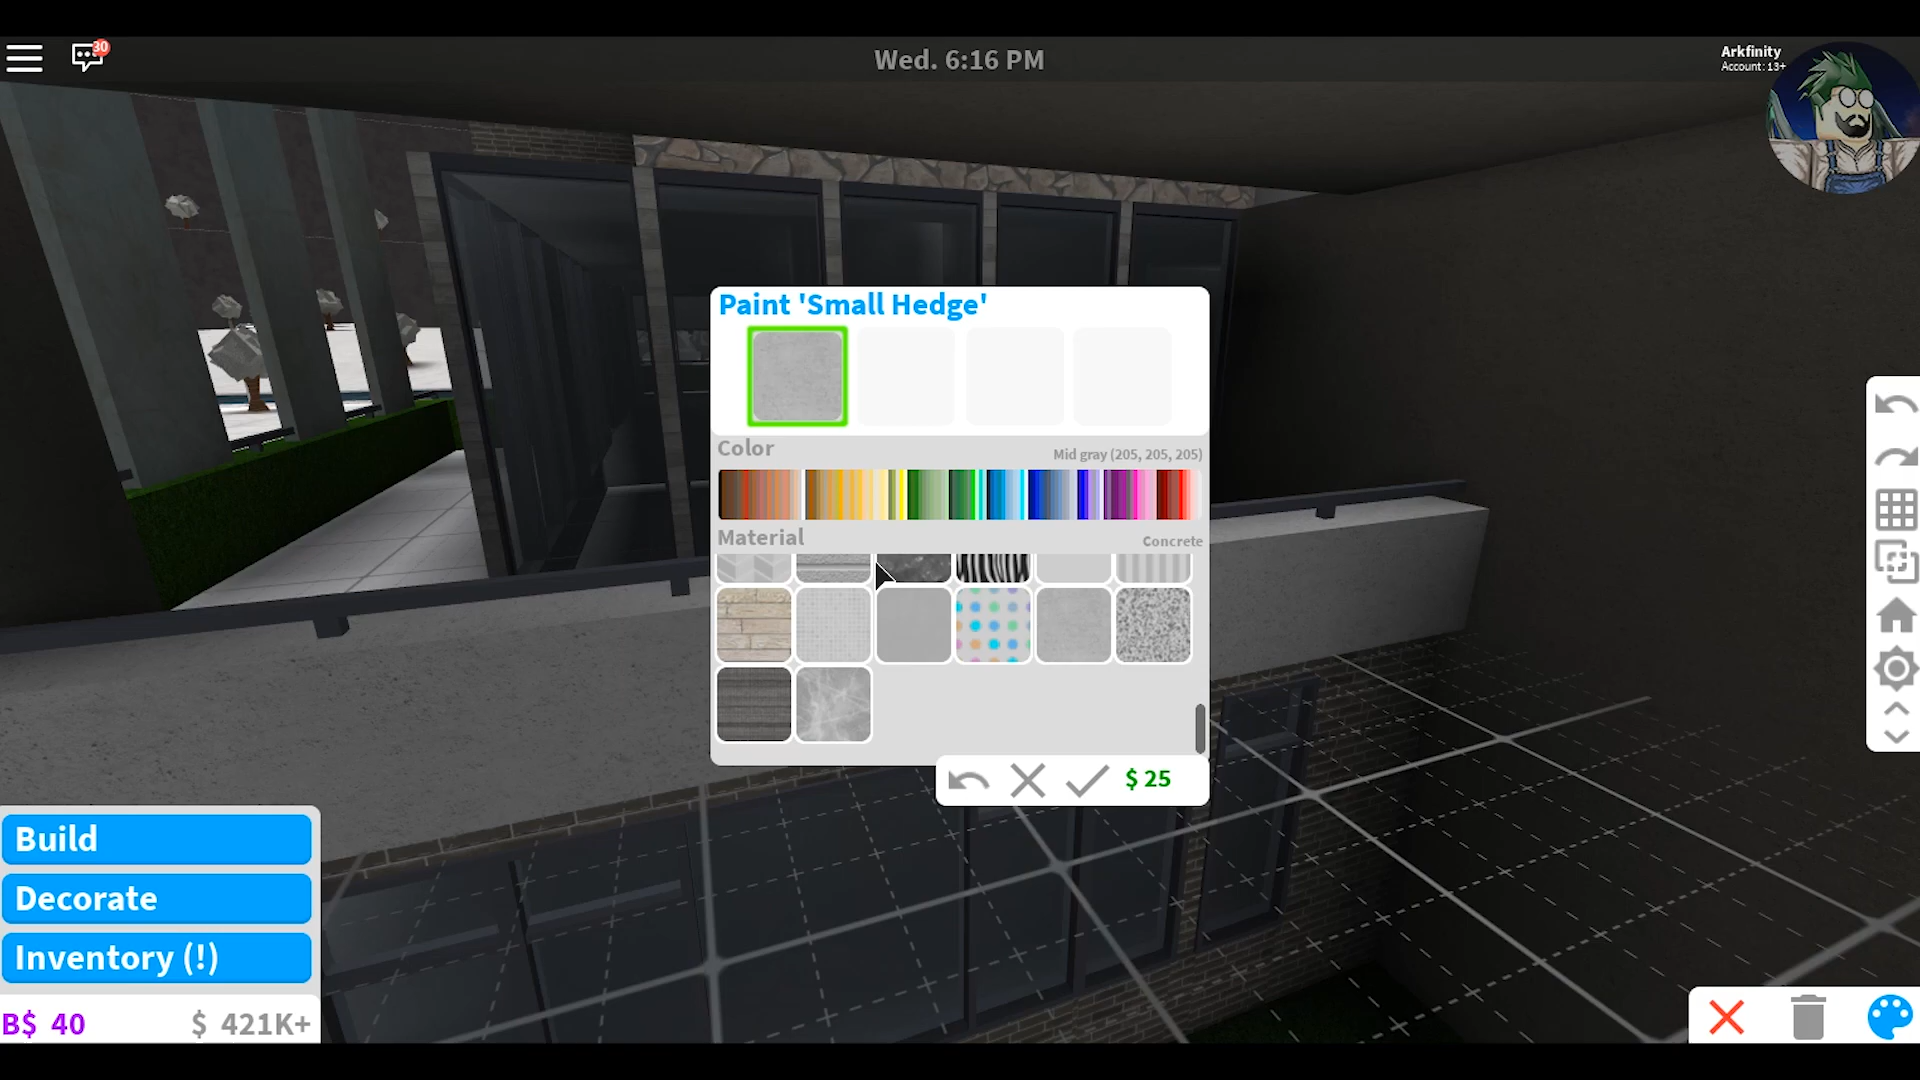 30
Wed. 6:16 PM
Arkfinity
Account: 13+
Paint 'Small Hedge'
Color
Mid gray (205, 205, 205)
Material
Concrete
$ 25
Build
Decorate
Inventory (!)
B$ 40
$ 421K+